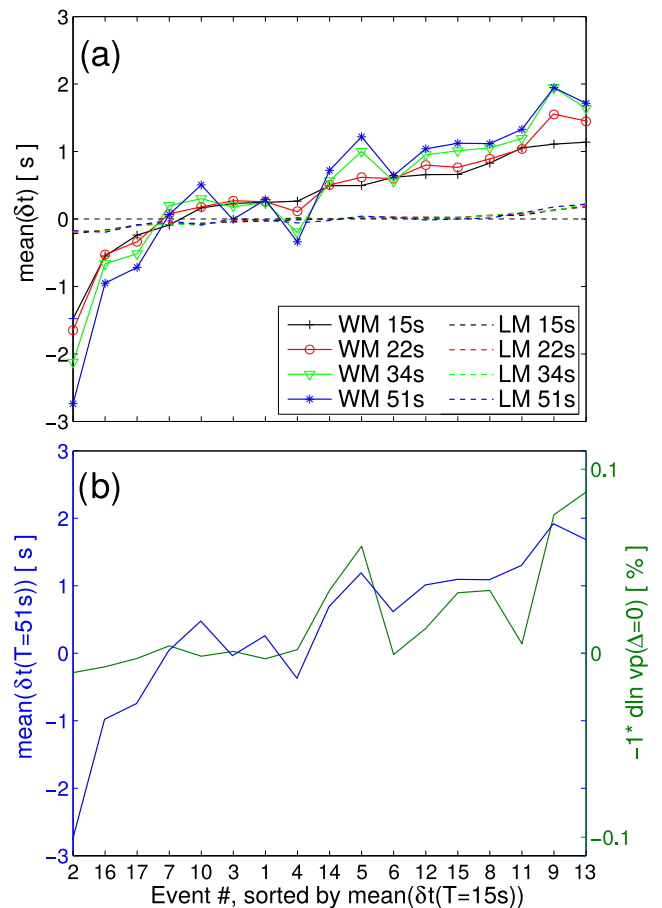 (a)
mean(δt) [ s ]
3
2
1
0
−1
−2
−3
WM 15s
WM 22s
WM 34s
WM 51s
LM 15s
LM 22s
LM 34s
LM 51s
(b)
mean(δt(T=51s)) [ s ]
3
2
1
0
−1
−2
−3
0.1
0
−0.1
−1* dln vp(Δ=0) [ % ]
2 16 17 7 10 3 1 4 14 5 6 12 15 8 11 9 13
Event #, sorted by mean(δt(T=15s))